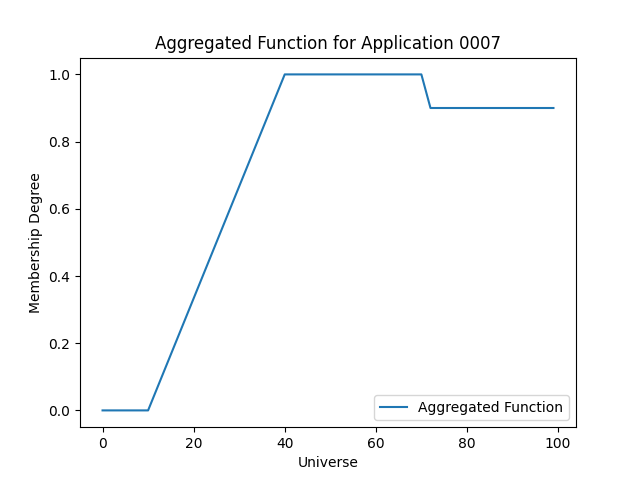 Aggregated Function for Application 0007
Membership Degree
1.0
0.8
0.6
0.4
0.2
0.0
Aggregated Function
0 20 40 60 80 100
Universe